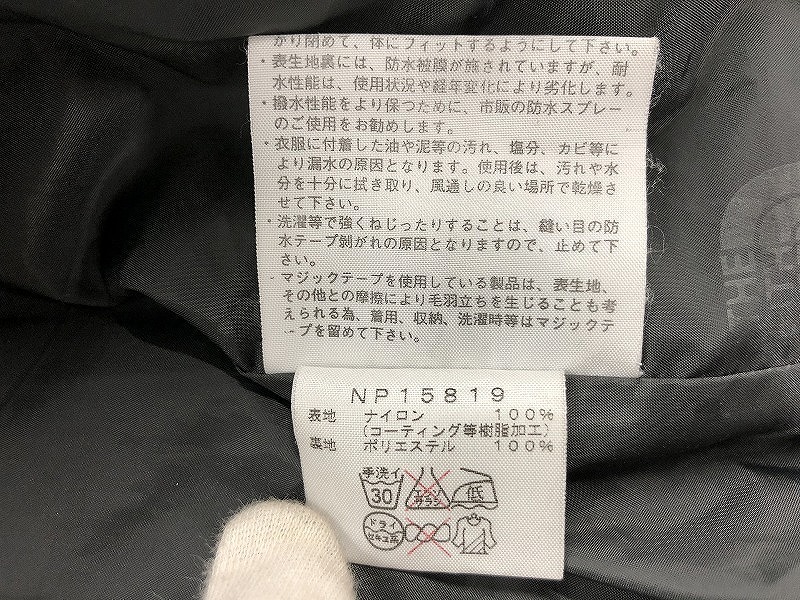 がり閉めて、体にフィットするようにして下さい。
・表生地裏には、防水被膜が施されていますが、耐
水性能は、使用状況や経年変化により劣化します。
・撥水性能をより保つために、市販の防水スプレー
のご使用をお勧めします。
・衣服に付着した油や泥等の汚れ、塩分、カビ等に
より漏水の原因となります。使用後は、汚れや水
分を十分に拭き取り、風通しの良い場所で乾燥さ
せて下さい。
・洗濯等で強くねじったりすることは、縫い目の防
水テープ剝がれの原因となりますので、止めて下
さい。
・マジックテープを使用している製品は、表生地、
その他との摩擦により毛羽立ちを生じることも考
えられる為、着用、収納、洗濯時等はマジックテ
ープを留めて下さい。
NP15819
表地 ナイロン 100%
(コーティング等樹脂加工)
裏地 ポリエステル 100%
手洗イ
30
エンソ
サラシ
低
ドライ
セキユ系
THE